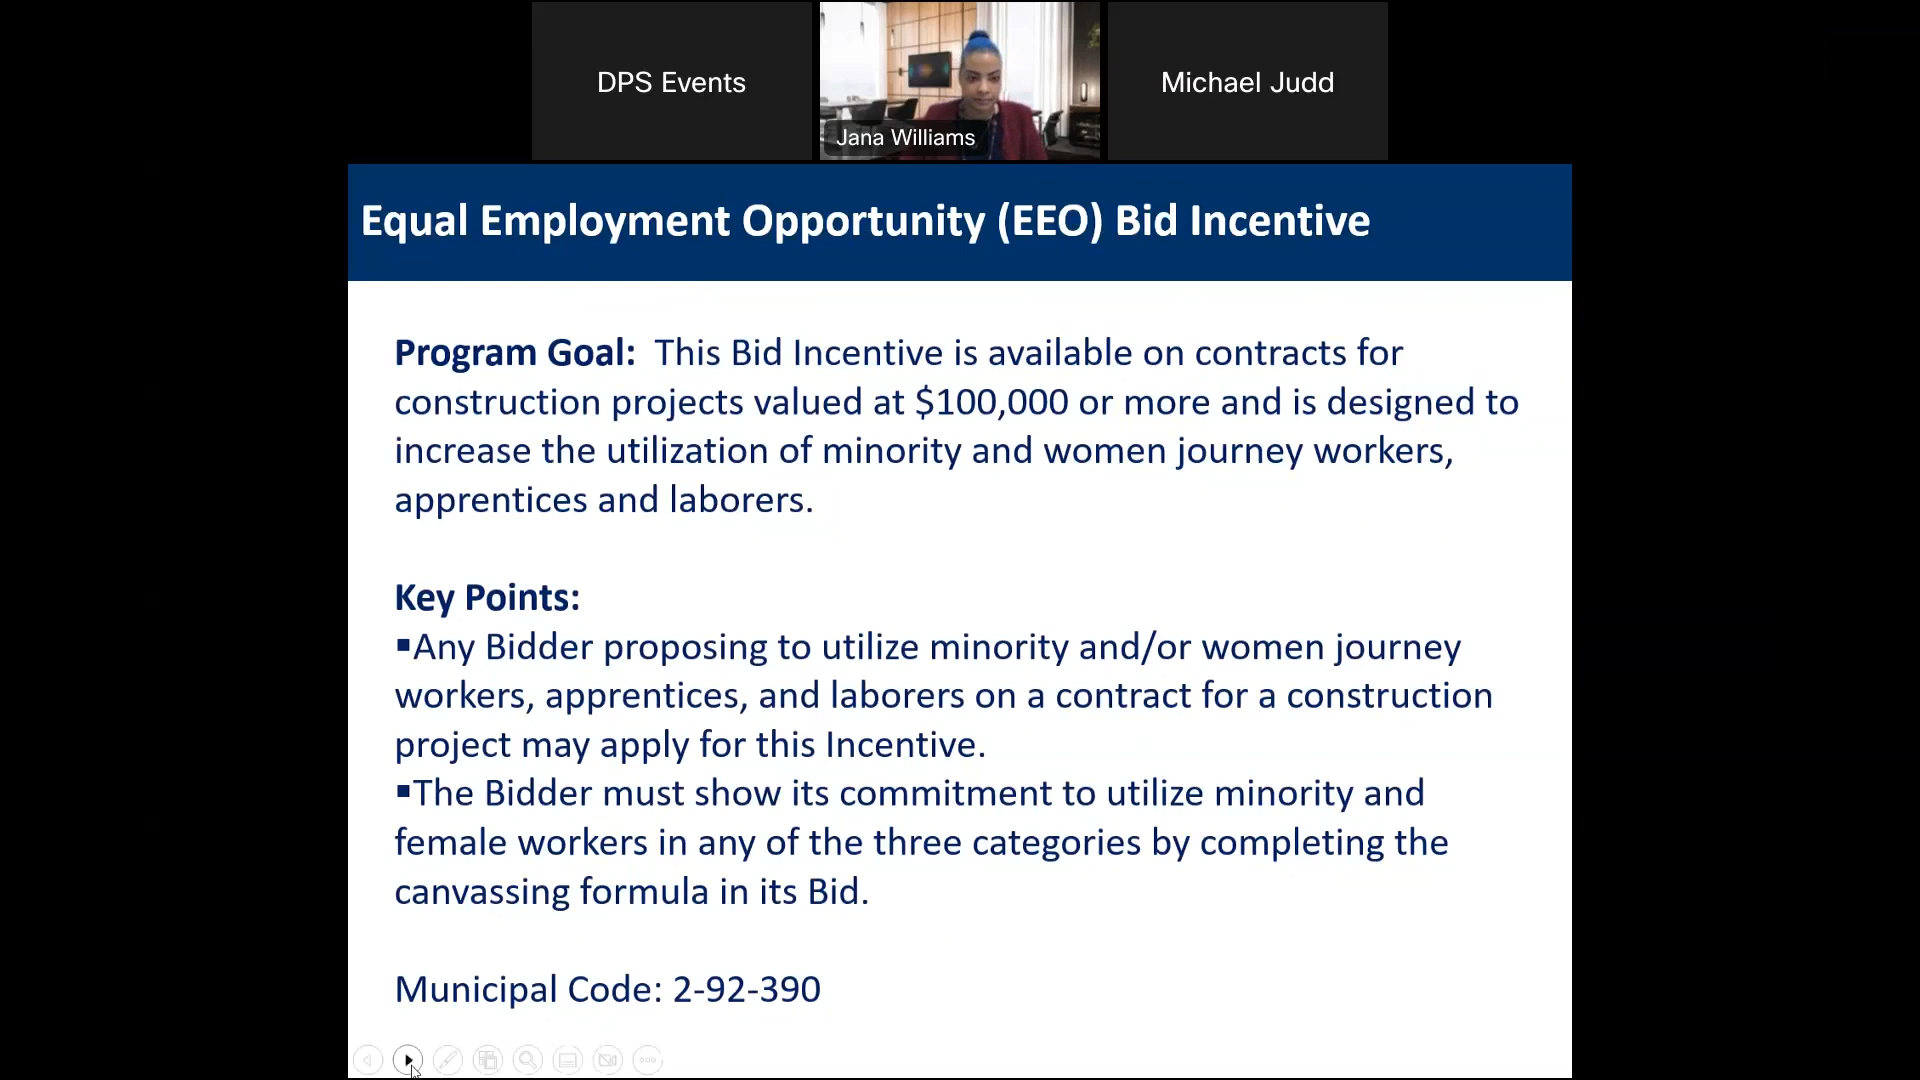 DPS Events
Jana Williams
Michael Judd
Equal Employment Opportunity (EEO) Bid Incentive
Program Goal: This Bid Incentive is available on contracts for
construction projects valued at $100,000 or more and is designed to
increase the utilization of minority and women journey workers,
apprentices and laborers.
Key Points:
▪Any Bidder proposing to utilize minority and/or women journey
workers, apprentices, and laborers on a contract for a construction
project may apply for this Incentive.
▪The Bidder must show its commitment to utilize minority and
female workers in any of the three categories by completing the
canvassing formula in its Bid.
Municipal Code: 2-92-390